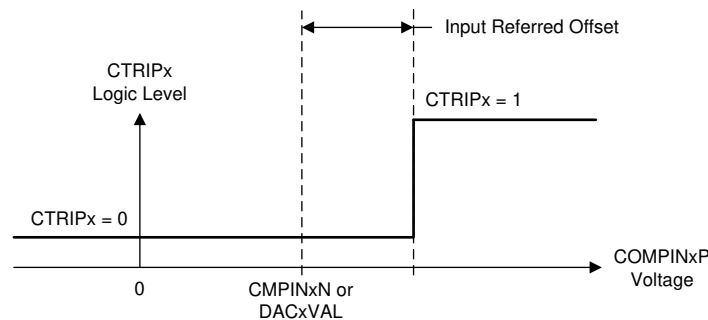 Input Referred Offset
CTRIPx
Logic Level
CTRIPx = 1
CTRIPx = 0
COMPINxP
Voltage
0
CMPINxN or
DACxVAL